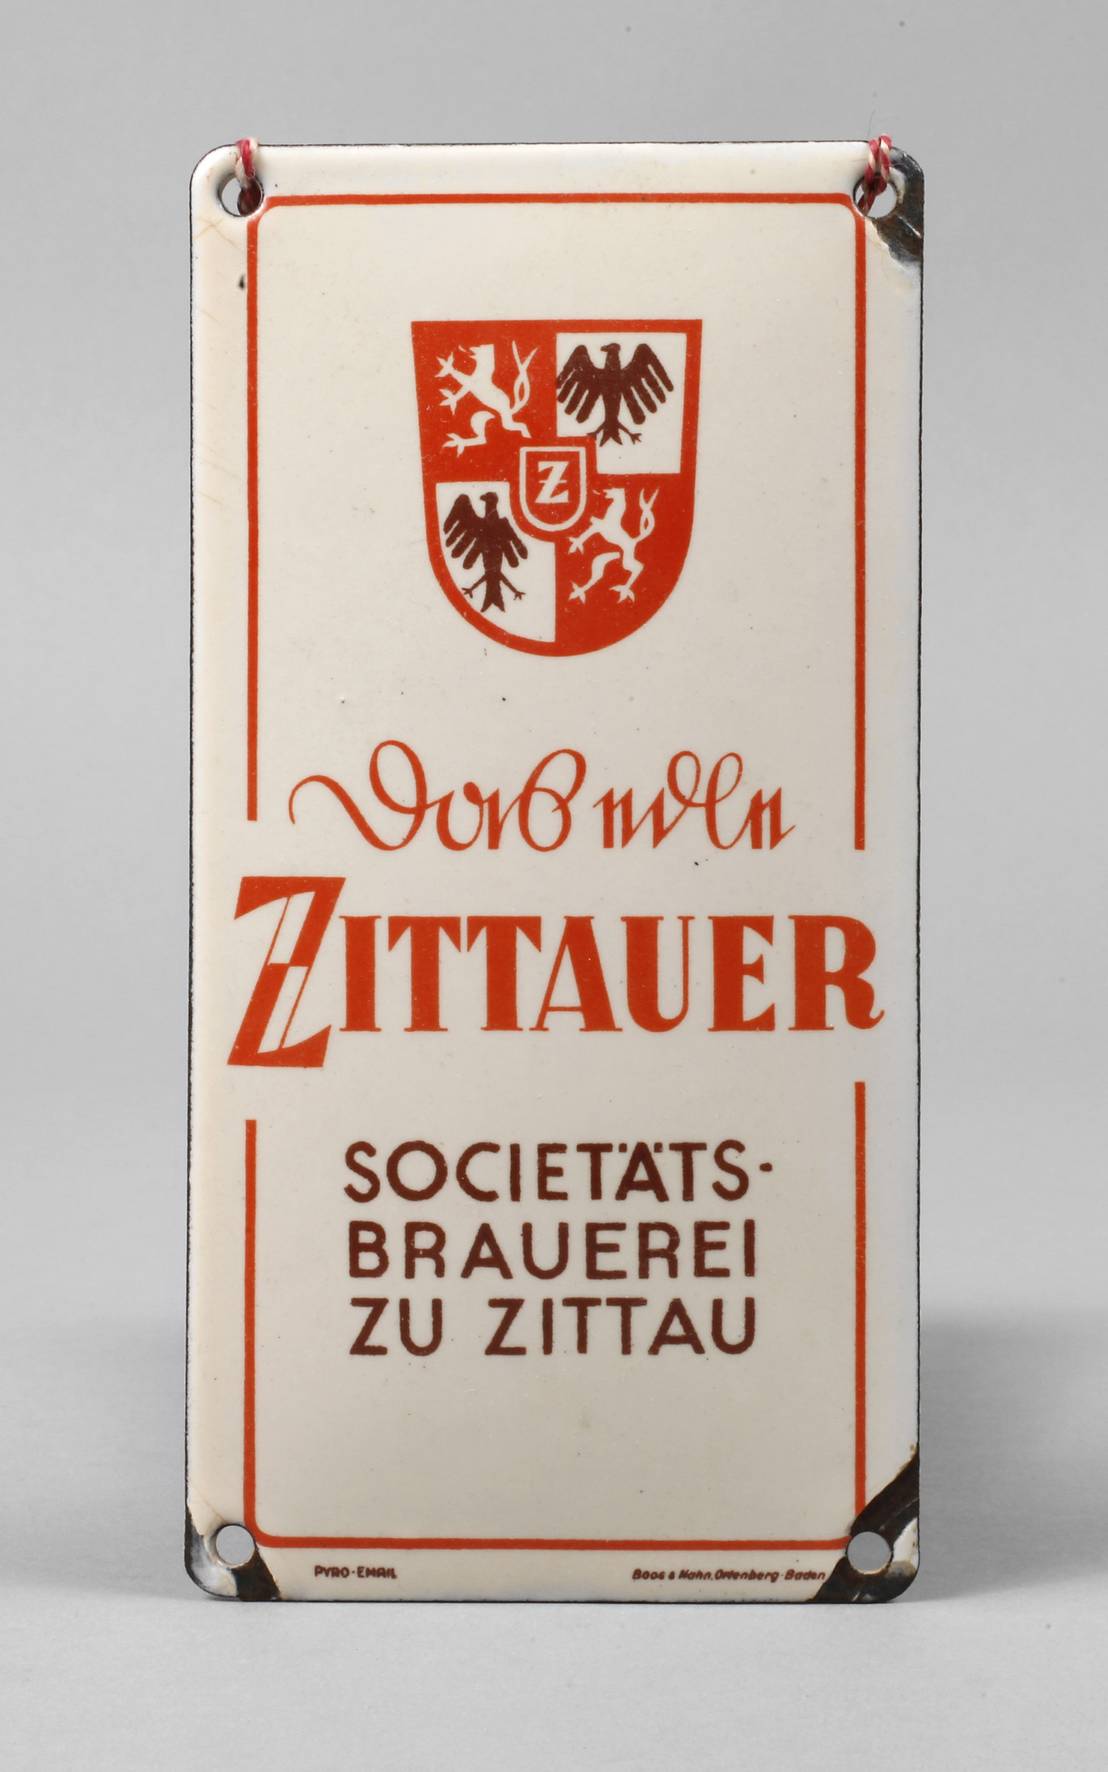 Z
Das edle
ZITTAUER
SOCIETÄTS-
BRAUEREI
ZU ZITTAU
PYRO-EMAIL
Boos & Hahn, Ortenberg-Baden